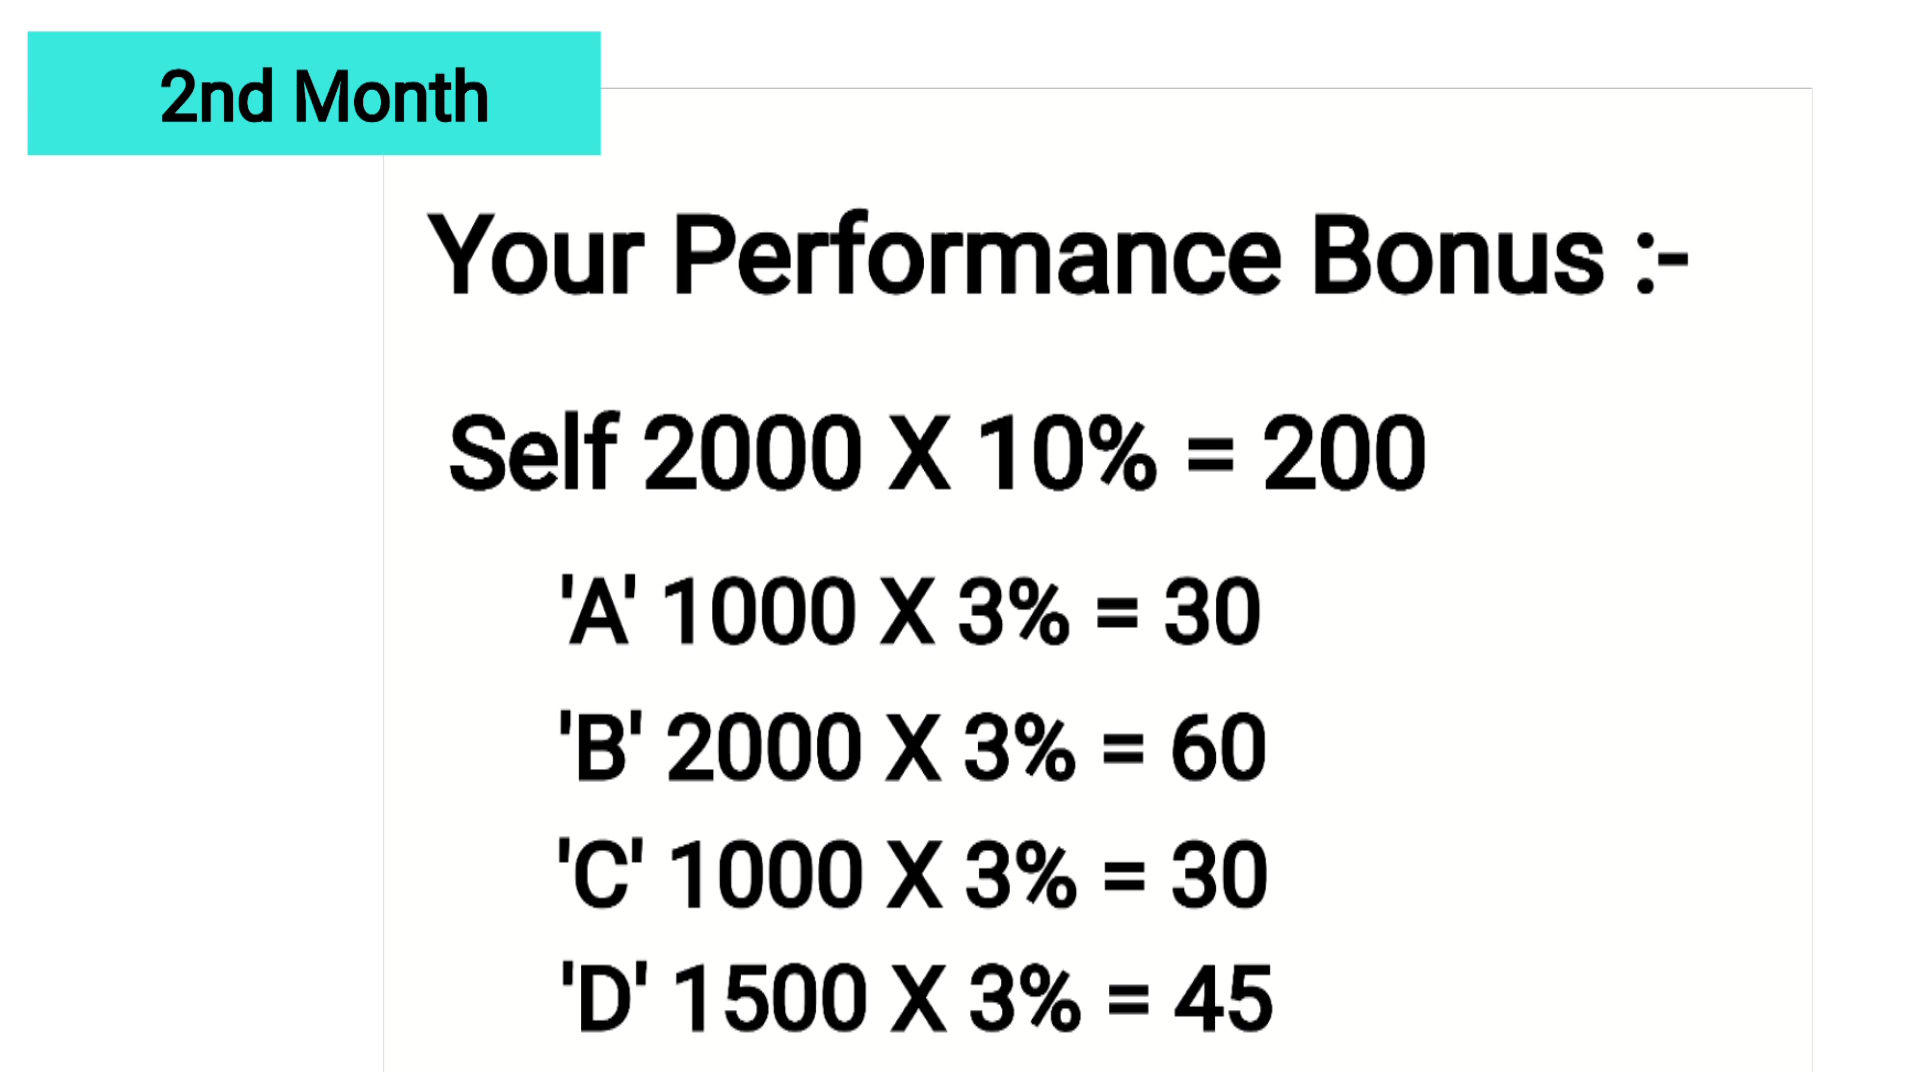 2nd Month
Your Performance Bonus :-
Self 2000 X 10% = 200
'A' 1000 X 3% = 30
'B' 2000 X 3% = 60
'C' 1000 X 3% = 30
'D' 1500 X 3% = 45